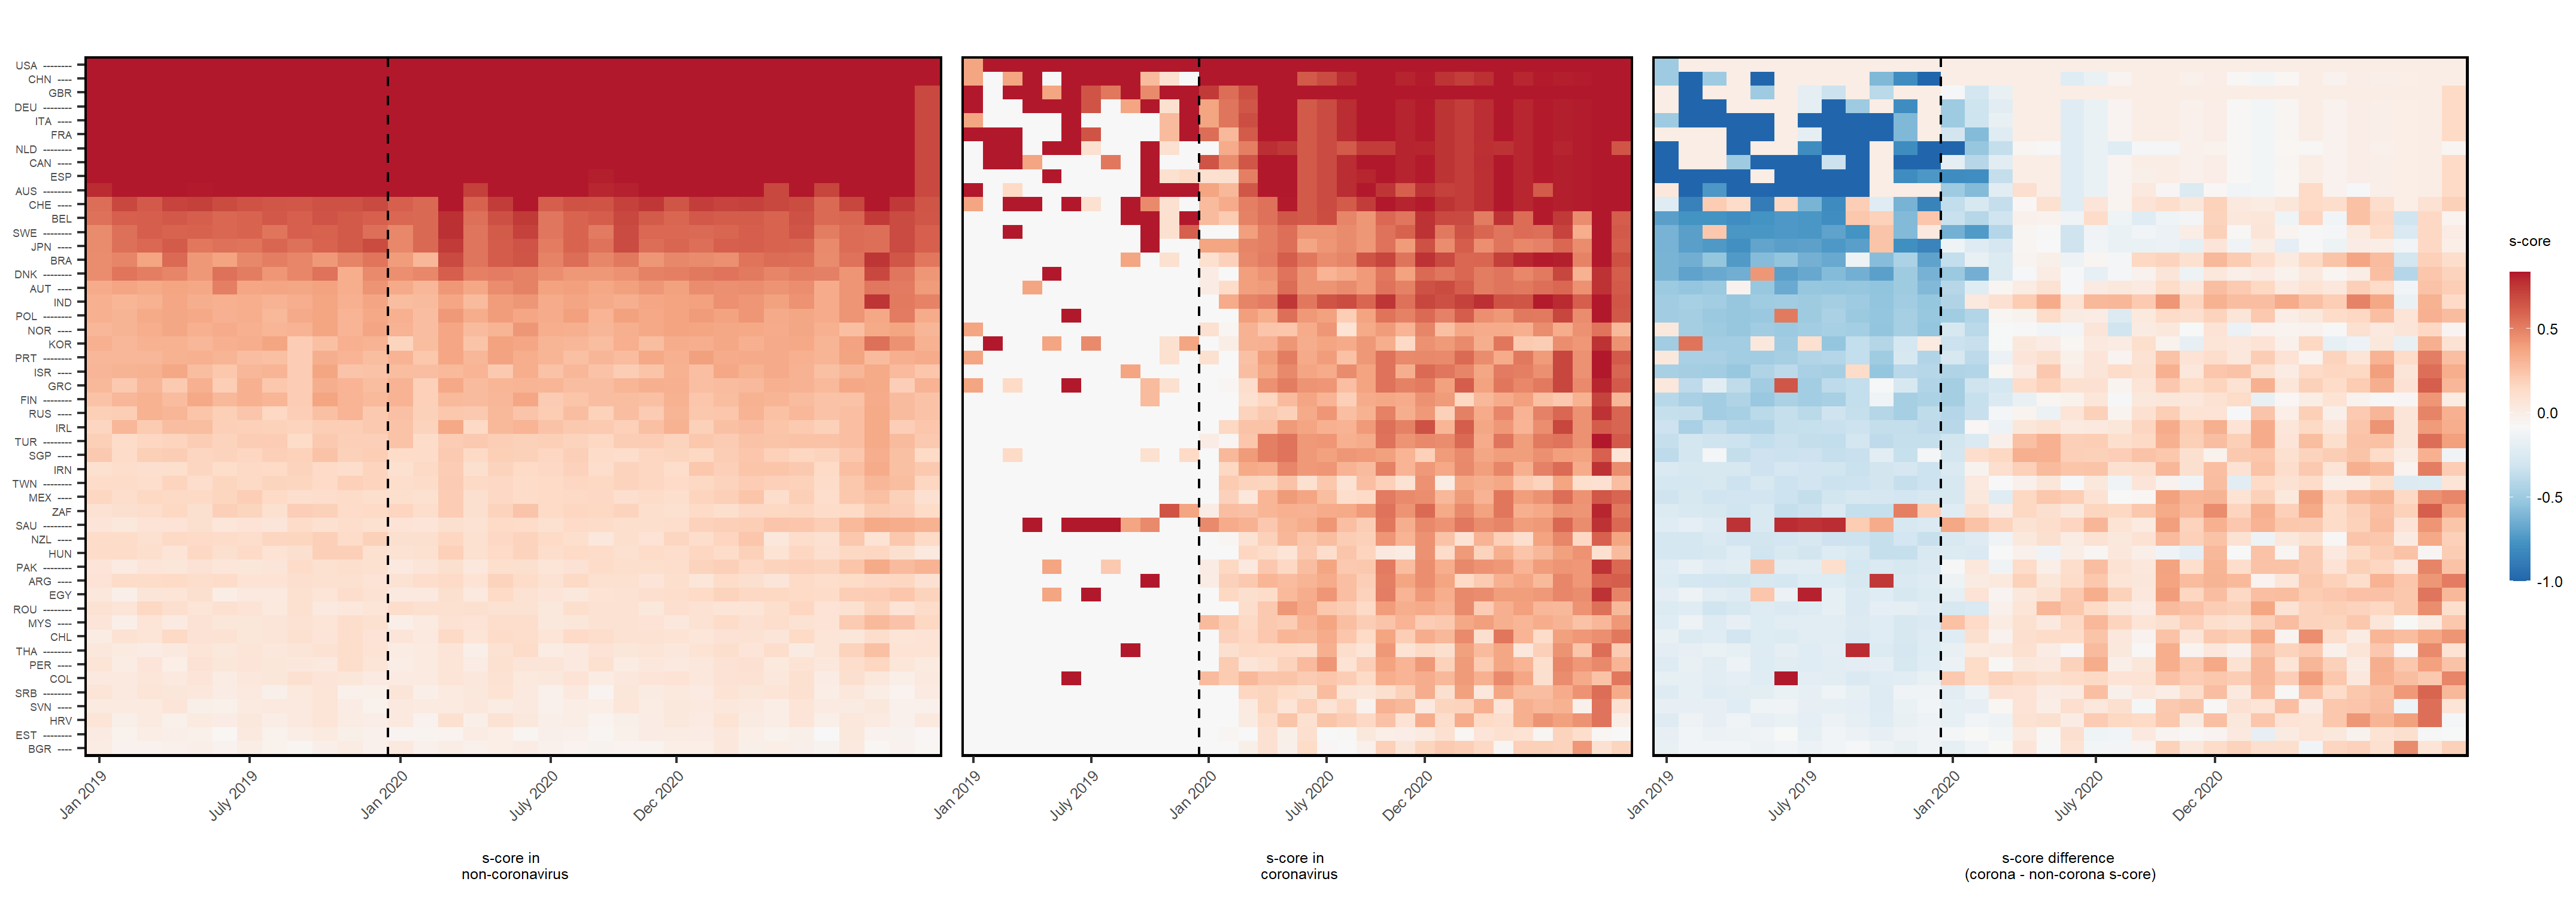 USA --------
CHN ----
GBR
DEU --------
ITA ----
FRA
NLD --------
CAN ----
ESP
AUS --------
CHE ----
BEL
SWE --------
JPN ----
BRA
DNK --------
AUT ----
IND
POL --------
NOR ----
KOR
PRT --------
ISR ----
GRC
FIN --------
RUS ----
IRL
TUR --------
SGP ----
IRN
TWN --------
MEX ----
ZAF
SAU --------
NZL ----
HUN
PAK --------
ARG ----
EGY
ROU --------
MYS ----
CHL
THA --------
PER ----
COL
SRB --------
SVN ----
HRV
EST --------
BGR ----
Jan 2019
July 2019
Jan 2020
July 2020
Dec 2020
s-core in
non-coronavirus
Jan 2019
July 2019
Jan 2020
July 2020
Dec 2020
s-core in
coronavirus
Jan 2019
July 2019
Jan 2020
July 2020
Dec 2020
s-core difference
(corona - non-corona s-core)
s-core
0.5
0.0
-0.5
-1.0